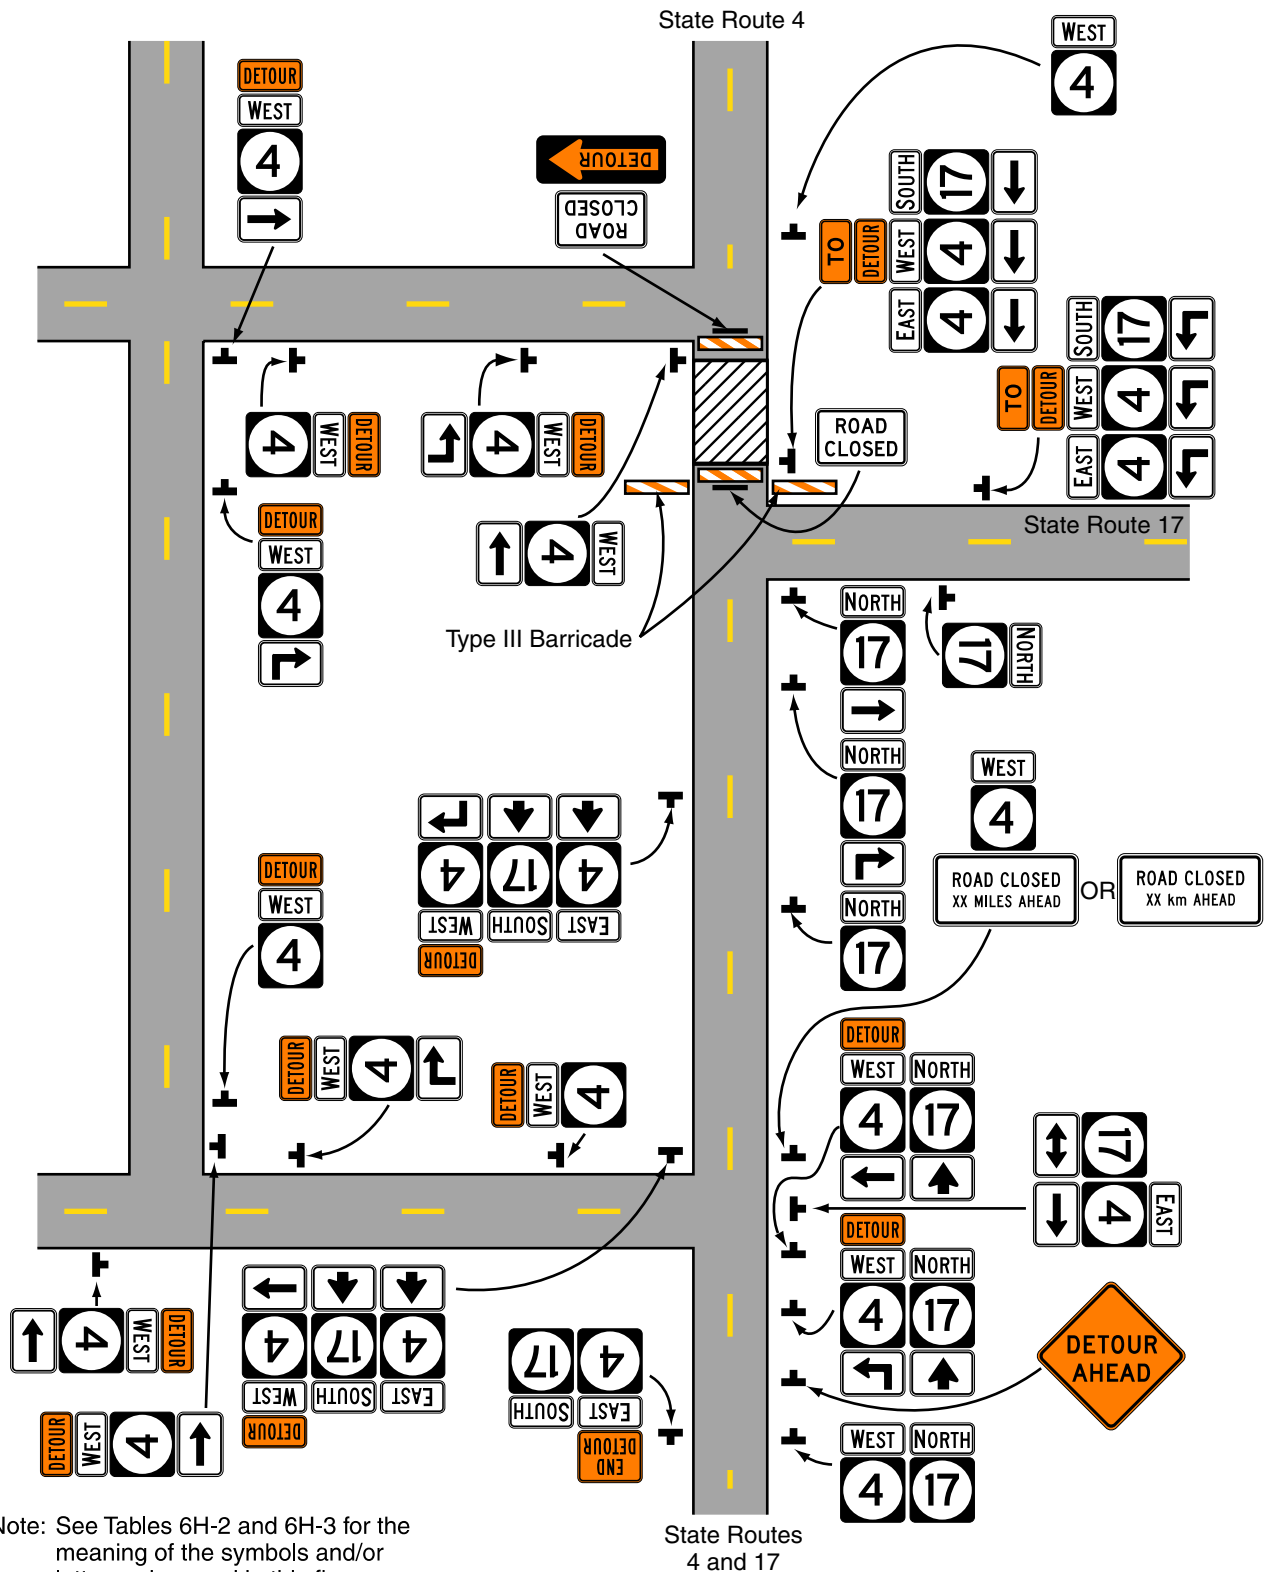 State Route 4
WEST
4
DETOUR
WEST
4
DETOUR
ROAD
CLOSED
SOUTH
17
TO
DETOUR
WEST
4
EAST
4
SOUTH
17
TO
DETOUR
WEST
4
EAST
4
4
WEST
DETOUR
4
WEST
DETOUR
ROAD
CLOSED
State Route 17
DETOUR
WEST
4
4
WEST
Type III Barricade
NORTH
17
17
NORTH
NORTH
17
WEST
4
ROAD CLOSED
XX MILES AHEAD
OR
ROAD CLOSED
XX km AHEAD
4
17
4
WEST
SOUTH
EAST
DETOUR
DETOUR
WEST
4
NORTH
17
DETOUR
WEST
4
DETOUR
WEST
4
DETOUR
WEST NORTH
4 17
17
4
EAST
DETOUR
WEST NORTH
4 17
4
WEST
DETOUR
4
17
4
WEST
SOUTH
EAST
DETOUR
17
4
SOUTH
EAST
END
DETOUR
DETOUR
AHEAD
DETOUR
WEST
4
WEST NORTH
4 17
Note: See Tables 6H-2 and 6H-3 for the
meaning of the symbols and/or
State Routes
4 and 17